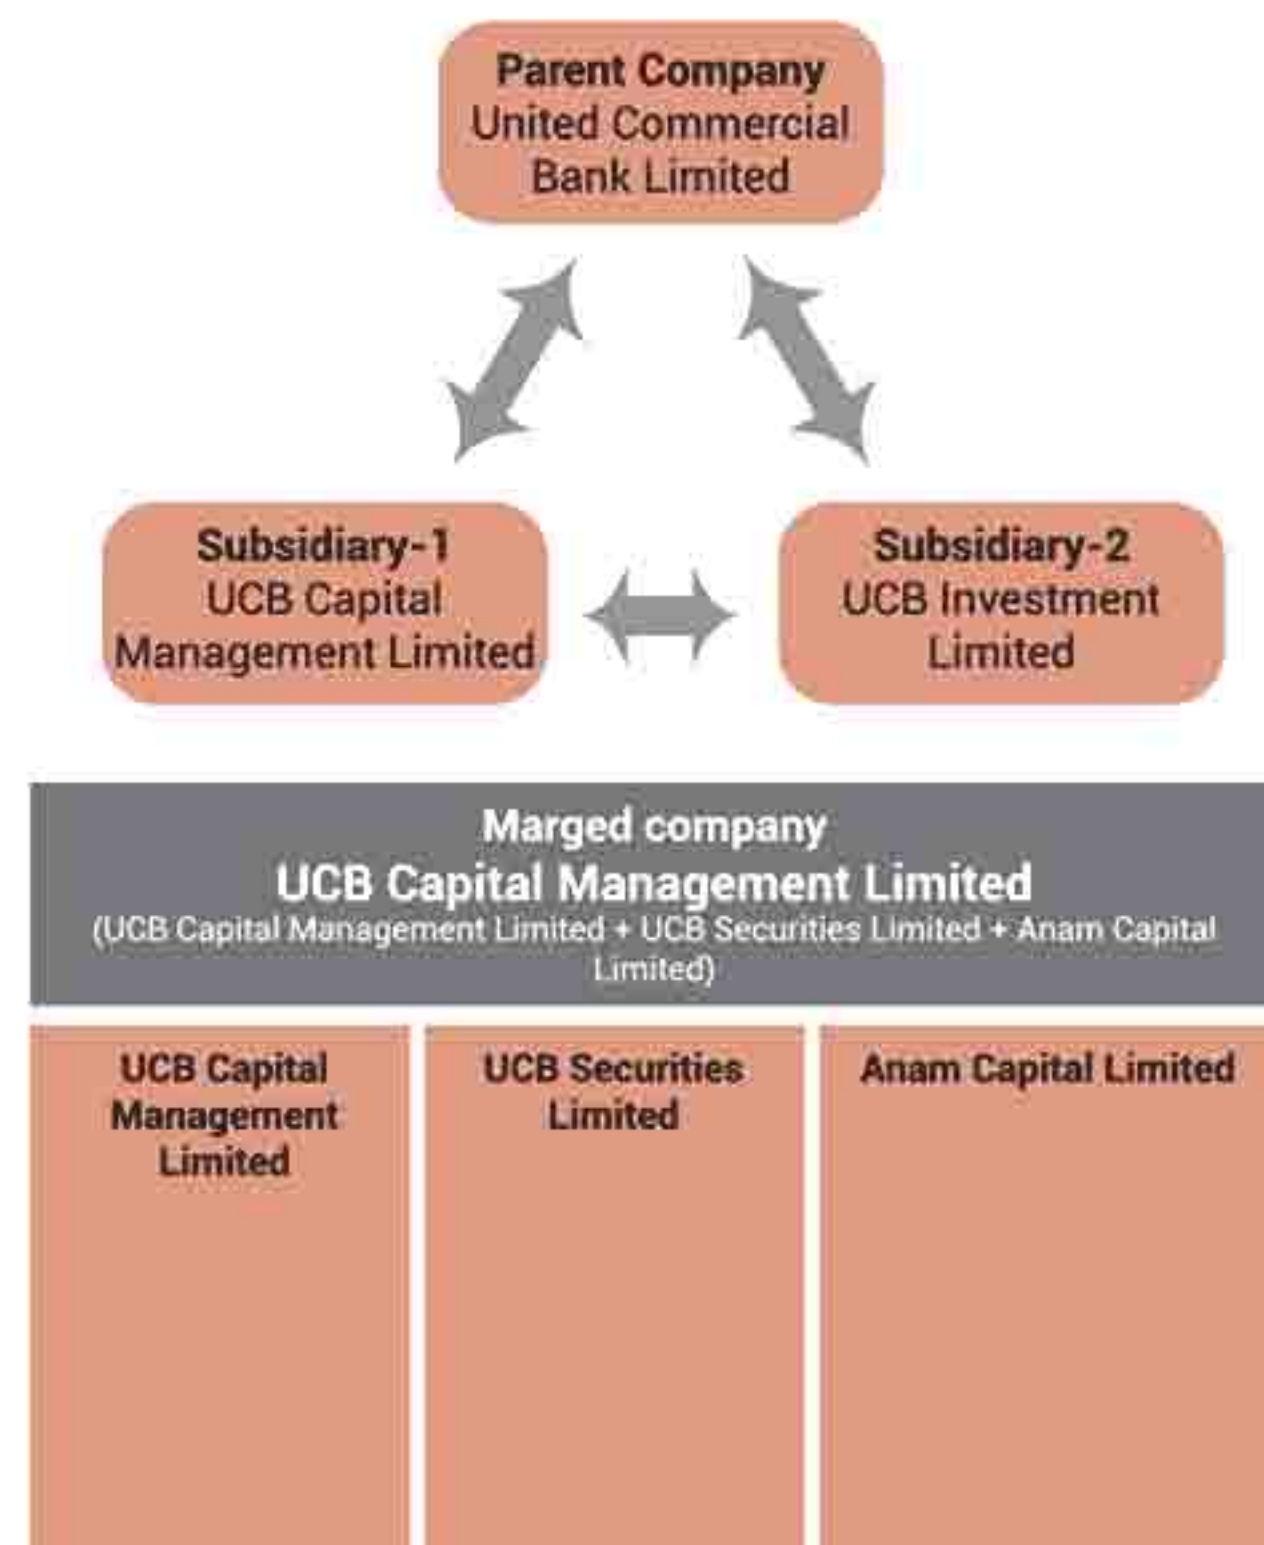 Parent Company
United Commercial
Bank Limited
Subsidiary-1
UCB Capital
Management Limited
Subsidiary-2
UCB Investment
Limited
Marged company
UCB Capital Management Limited
(UCB Capital Management Limited + UCB Securities Limited + Anam Capital
Limited)
UCB Capital
Management
Limited
UCB Securities
Limited
Anam Capital Limited